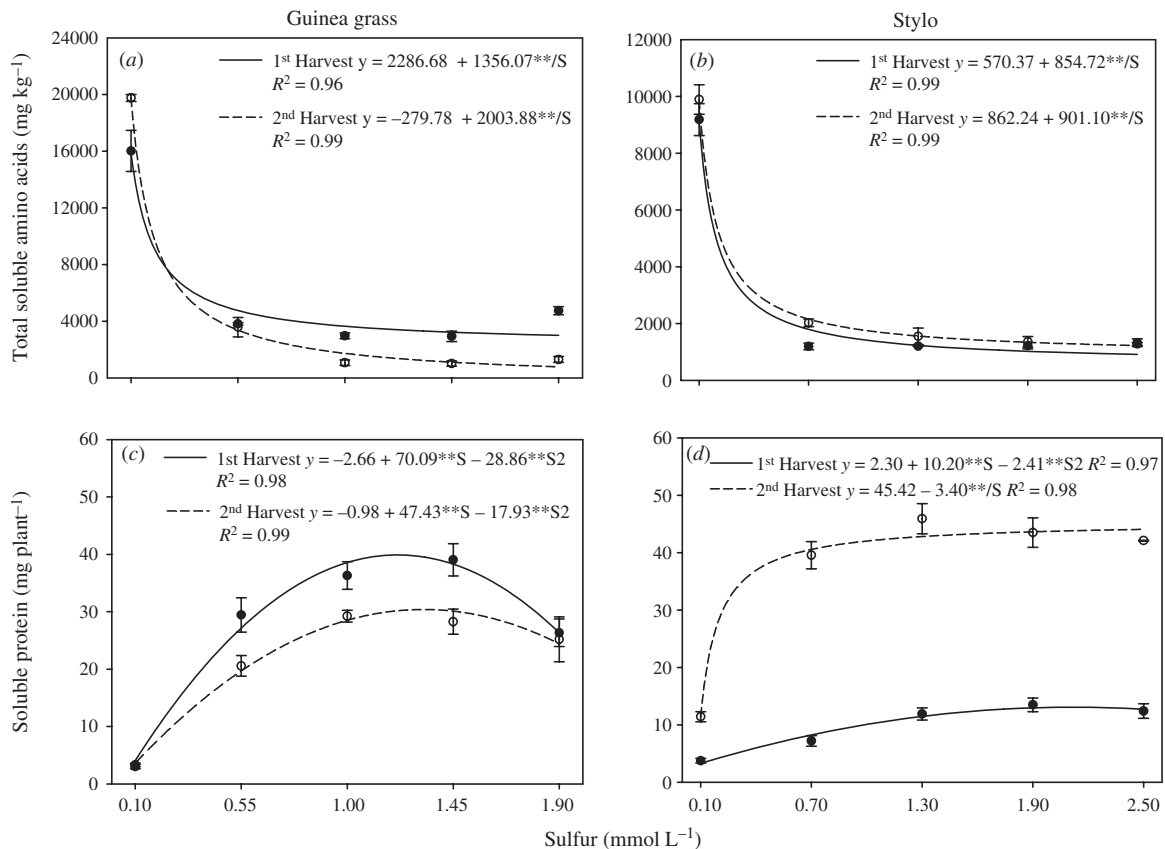 Guinea grass
Stylo
Total soluble amino acids (mg kg⁻¹)
24000
20000
16000
12000
8000
4000
0
(a)
1st Harvest y = 2286.68 + 1356.07**/S
R² = 0.96
2nd Harvest y = –279.78 + 2003.88**/S
R² = 0.99
12000
10000
8000
6000
4000
2000
0
(b)
1st Harvest y = 570.37 + 854.72**/S
R² = 0.99
2nd Harvest y = 862.24 + 901.10**/S
R² = 0.99
Soluble protein (mg plant⁻¹)
60
50
40
30
20
10
0
(c)
1st Harvest y = –2.66 + 70.09**S – 28.86**S2
R² = 0.98
2nd Harvest y = –0.98 + 47.43**S – 17.93**S2
R² = 0.99
0.10 0.55 1.00 1.45 1.90
60
50
40
30
20
10
0
(d)
1st Harvest y = 2.30 + 10.20**S – 2.41**S2 R² = 0.97
2nd Harvest y = 45.42 – 3.40**/S R² = 0.98
0.10 0.70 1.30 1.90 2.50
Sulfur (mmol L⁻¹)